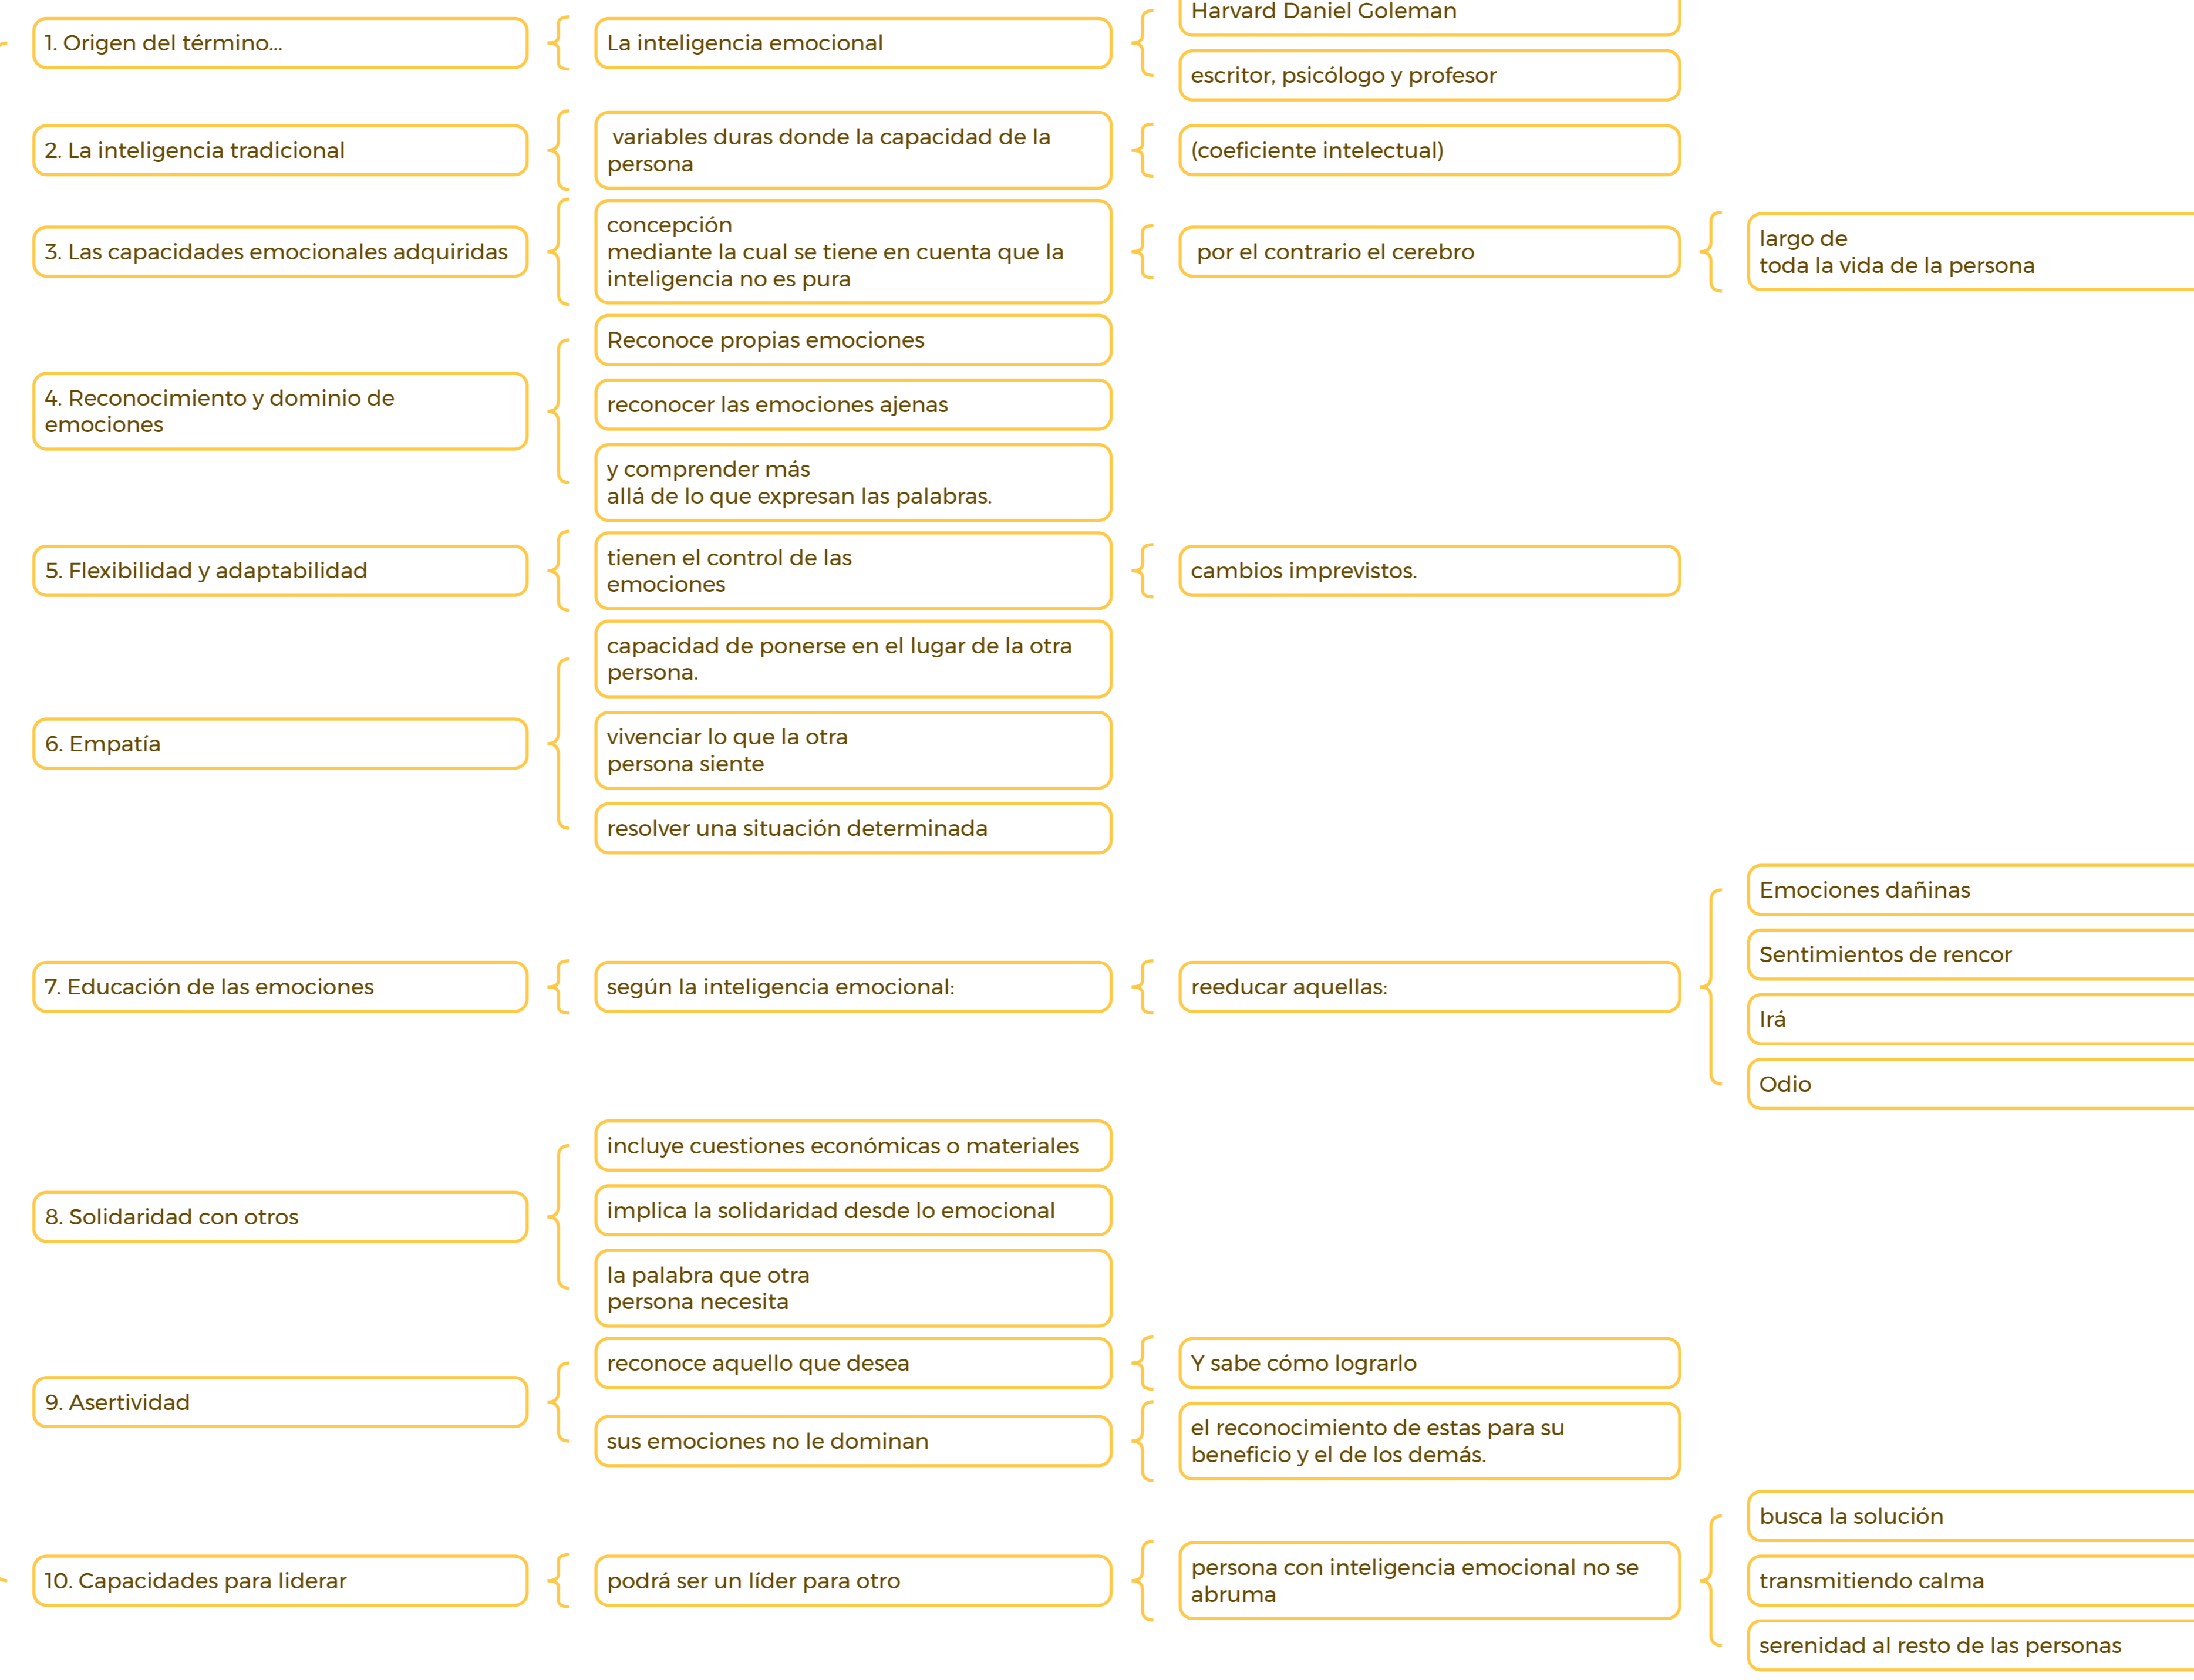 Harvard Daniel Goleman
1. Origen del término...
La inteligencia emocional
escritor, psicólogo y profesor
2. La inteligencia tradicional
variables duras donde la capacidad de la
persona
(coeficiente intelectual)
3. Las capacidades emocionales adquiridas
concepción
mediante la cual se tiene en cuenta que la
inteligencia no es pura
por el contrario el cerebro
largo de
toda la vida de la persona
4. Reconocimiento y dominio de
emociones
Reconoce propias emociones
reconocer las emociones ajenas
y comprender más
allá de lo que expresan las palabras.
5. Flexibilidad y adaptabilidad
tienen el control de las
emociones
cambios imprevistos.
6. Empatía
capacidad de ponerse en el lugar de la otra
persona.
vivenciar lo que la otra
persona siente
resolver una situación determinada
7. Educación de las emociones
según la inteligencia emocional:
reeducar aquellas:
Emociones dañinas
Sentimientos de rencor
Irá
Odio
8. Solidaridad con otros
incluye cuestiones económicas o materiales
implica la solidaridad desde lo emocional
la palabra que otra
persona necesita
9. Asertividad
reconoce aquello que desea
Y sabe cómo lograrlo
sus emociones no le dominan
el reconocimiento de estas para su
beneficio y el de los demás.
10. Capacidades para liderar
podrá ser un líder para otro
persona con inteligencia emocional no se
abruma
busca la solución
transmitiendo calma
serenidad al resto de las personas